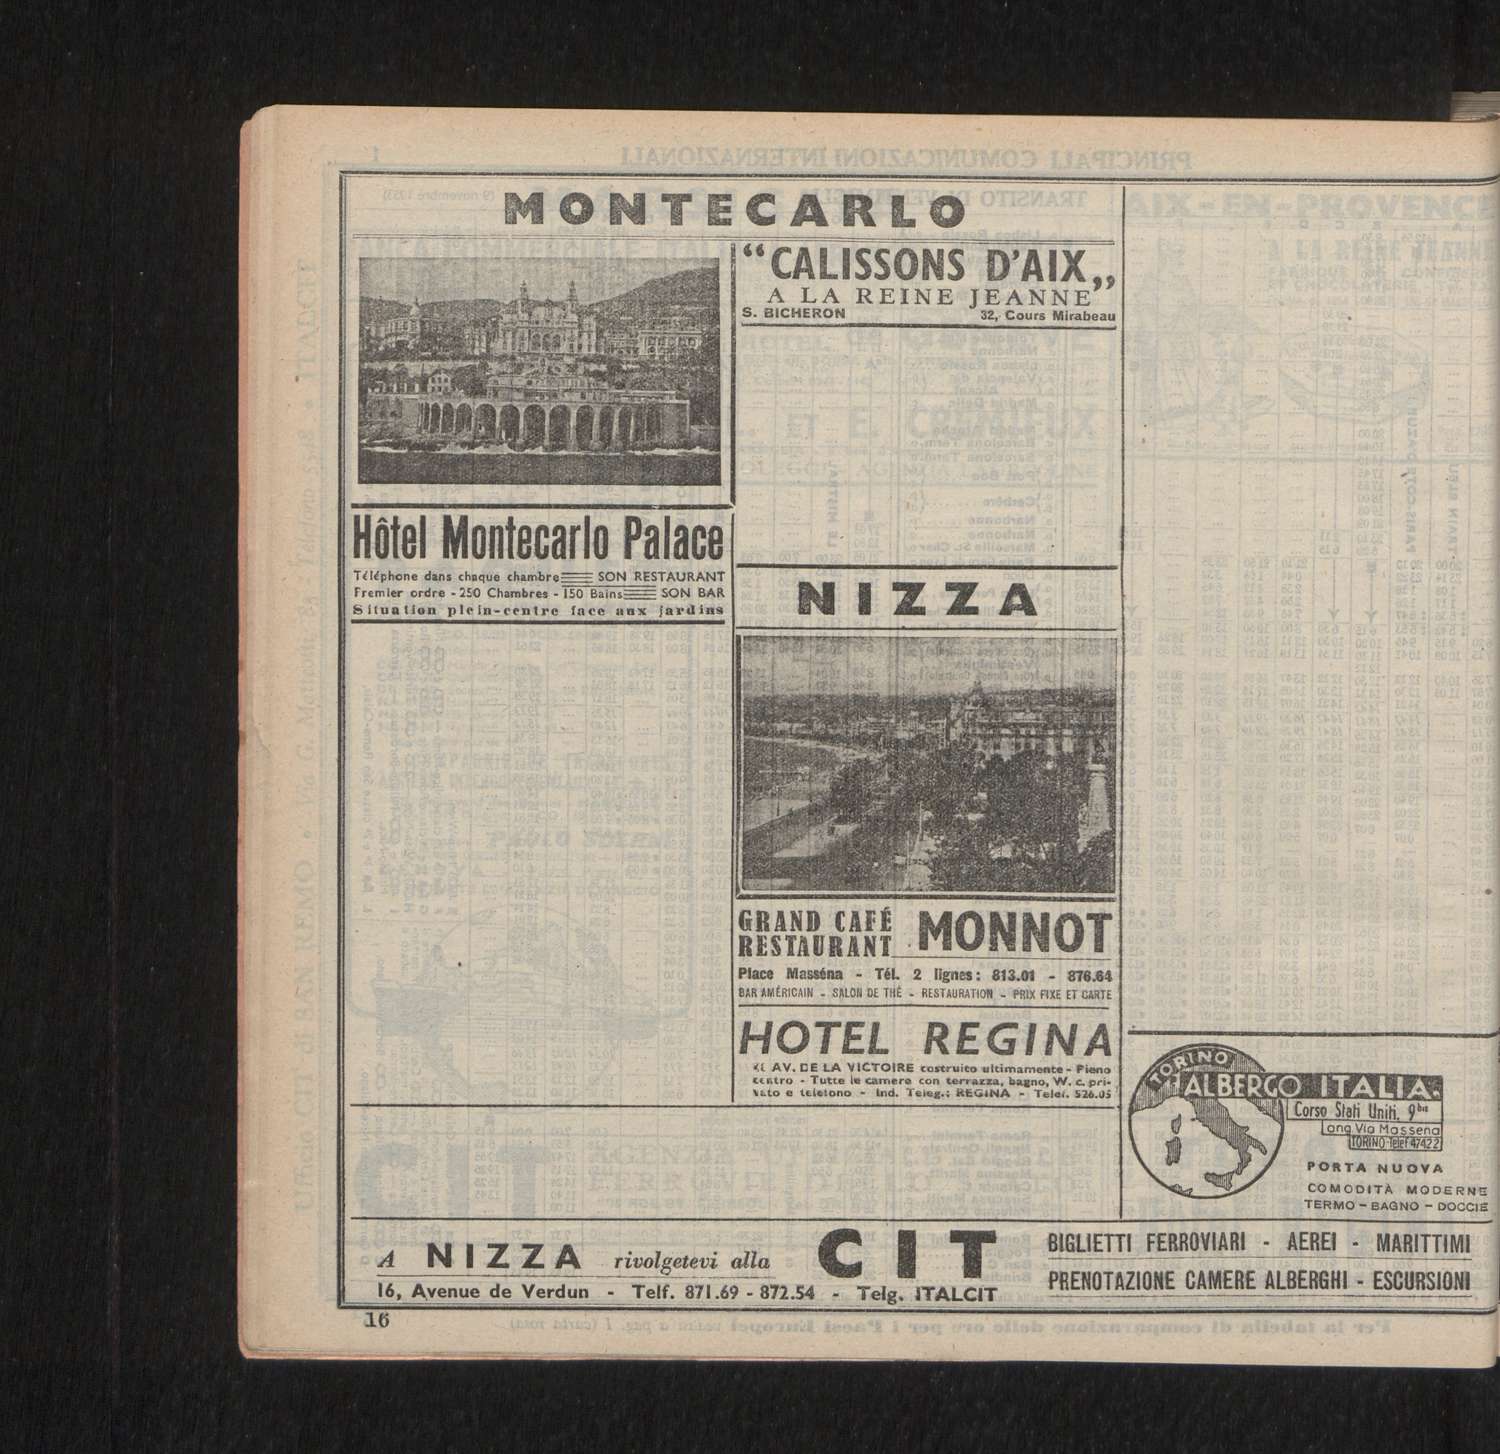 MONTECARLO
Hôtel Montecarlo Palace
Téléphone dans chaque chambre SON RESTAURANT
Fremier ordre - 250 Chambres - 150 Bains SON BAR
Situation plein-centre face aux jardins
“CALISSONS D'AIX„
A LA REINE JEANNE
S. BICHERON 32, Cours Mirabeau
NIZZA
GRAND CAFÉ
RESTAURANT MONNOT
Place Masséna - Tél. 2 lignes: 813.01 - 876.64
BAR AMÉRICAIN - SALON DE THÉ - RESTAURATION - PRIX FIXE ET CARTE
HOTEL REGINA
AV. DE LA VICTOIRE costruito ultimamente - Pieno
centro - Tutte le camere con terrazza, bagno, W. c. pri-
vato e telefono - Ind. Teleg.: REGINA - Telef. 526.05
TORINO
ALBERGO ITALIA
Corso Stati Uniti, 9bis
ang. Via Massena
TORINO Telef 47422
PORTA NUOVA
COMODITÀ MODERNE
TERMO - BAGNO - DOCCIE
A NIZZA rivolgetevi alla CIT
16, Avenue de Verdun - Telf. 871.69 - 872.54 - Telg. ITALCIT
BIGLIETTI FERROVIARI - AEREI - MARITTIMI
PRENOTAZIONE CAMERE ALBERGHI - ESCURSIONI
16